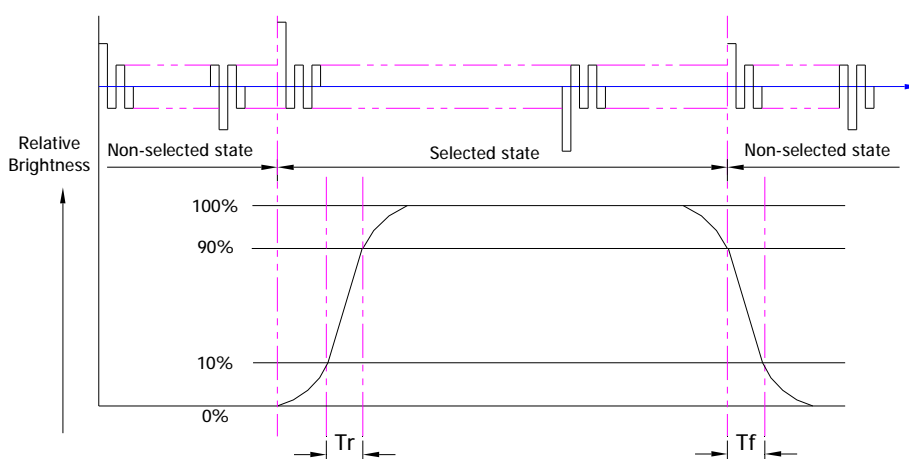 Relative
Brightness
Non-selected state
Selected state
Non-selected state
100%
90%
10%
0%
Tr
Tf